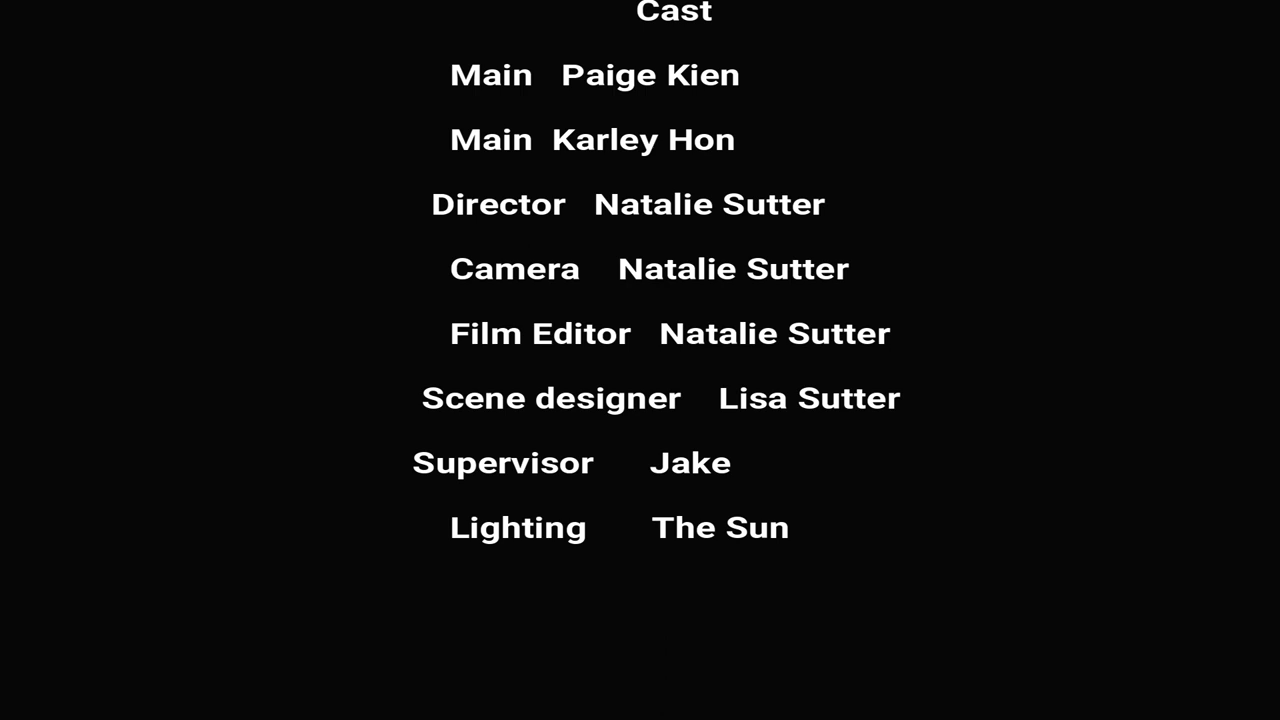 Cast
Main Paige Kien
Main Karley Hon
Director Natalie Sutter
Camera Natalie Sutter
Film Editor Natalie Sutter
Scene designer Lisa Sutter
Supervisor Jake
Lighting The Sun